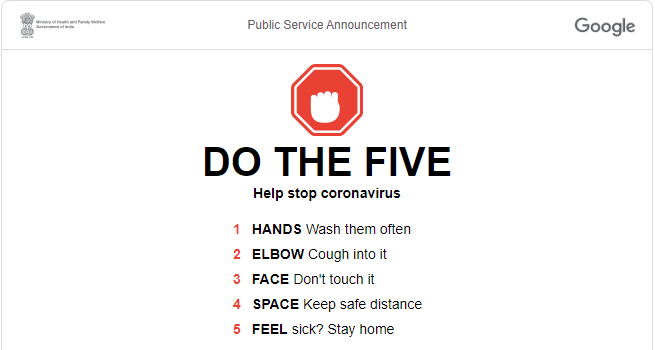 Ministry of Health and Family Welfare
Government of India
Public Service Announcement
Google
DO THE FIVE
Help stop coronavirus
1 HANDS Wash them often
2 ELBOW Cough into it
3 FACE Don't touch it
4 SPACE Keep safe distance
5 FEEL sick? Stay home